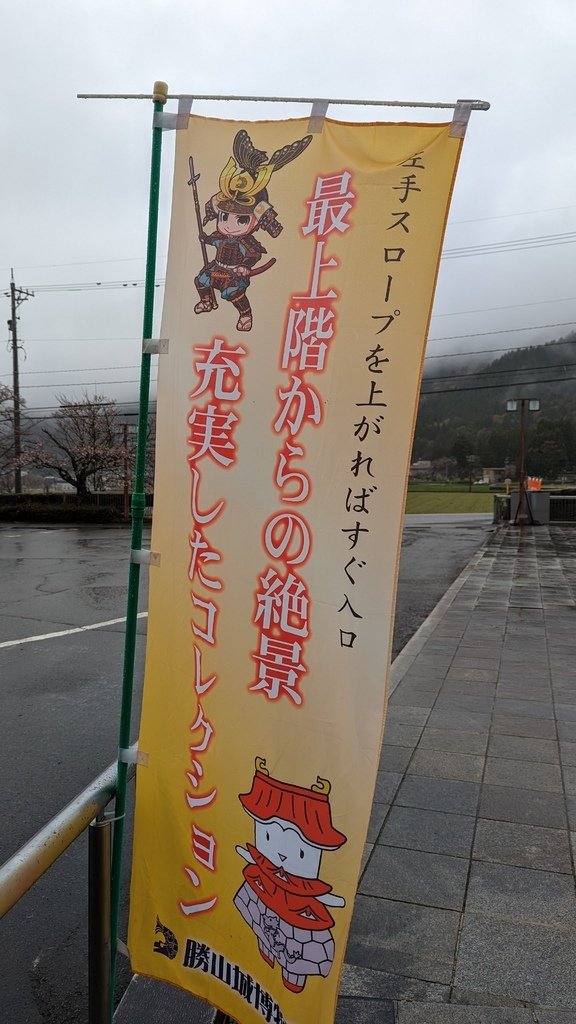 左手スロープを上がればすぐ入口
最上階からの絶景
充実したコレクション
勝山城博